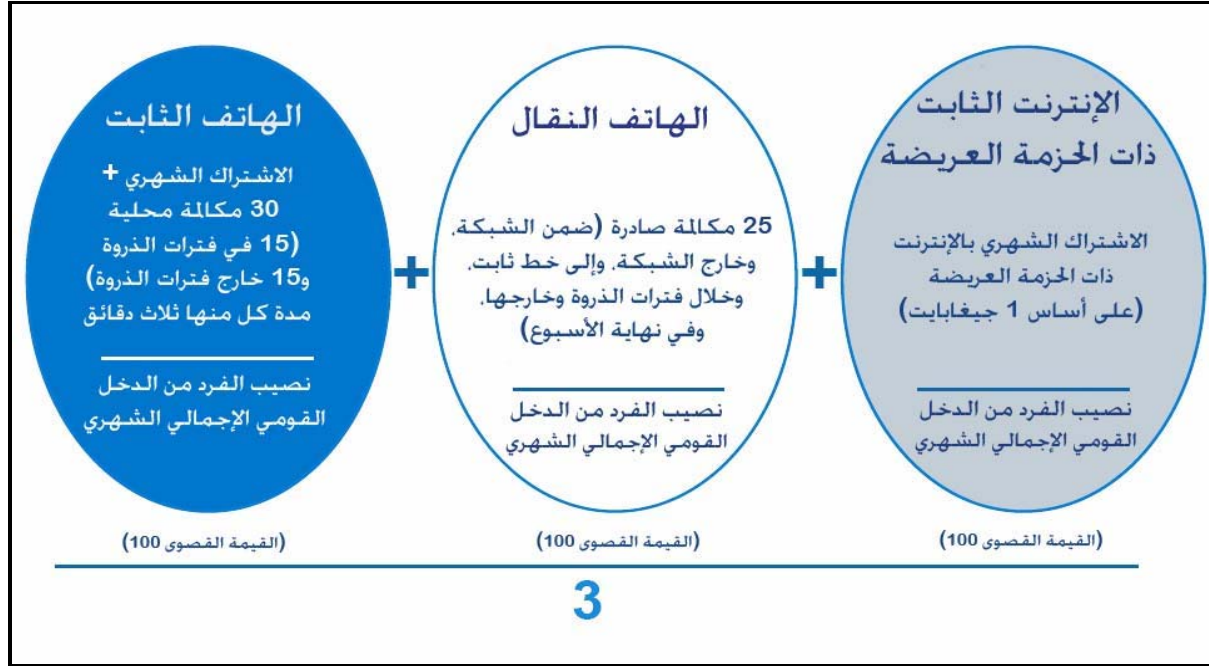 الهاتف الثابت
الاشتراك الشهري +
30 مكالمة محلية
(15 في فترات الذروة
و15 خارج فترات الذروة)
مدة كل منها ثلاث دقائق
نصيب الفرد من الدخل
القومي الإجمالي الشهري
(القيمة القصوى 100)
+
الهاتف النقال
25 مكالمة صادرة (ضمن الشبكة،
وخارج الشبكة، وإلى خط ثابت،
وخلال فترات الذروة وخارجها،
وفي نهاية الأسبوع)
نصيب الفرد من الدخل
القومي الإجمالي الشهري
(القيمة القصوى 100)
+
الإنترنت الثابت
ذات الحزمة العريضة
الاشتراك الشهري بالإنترنت
ذات الحزمة العريضة
(على أساس 1 جيغابايت)
نصيب الفرد من الدخل
القومي الإجمالي الشهري
(القيمة القصوى 100)
3